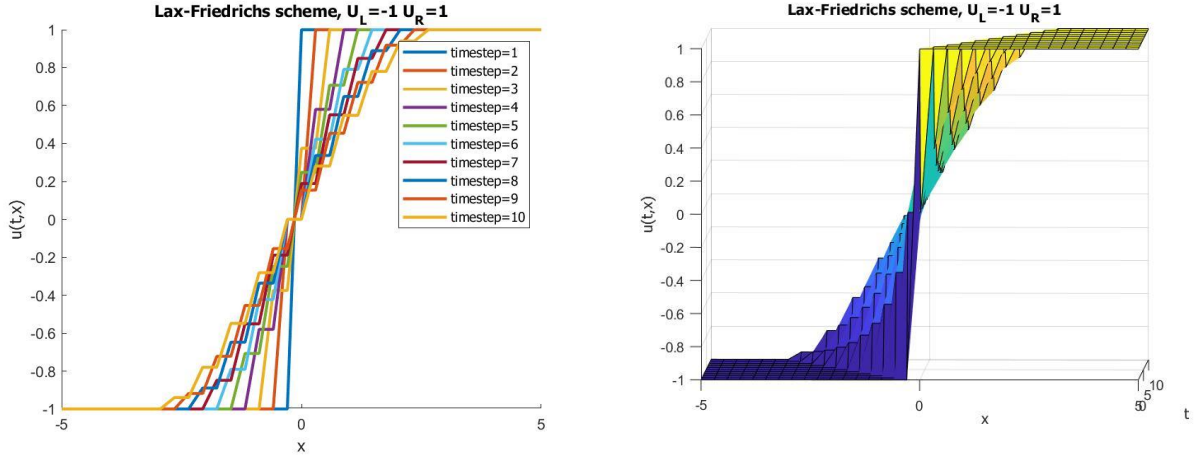 Lax-Friedrichs scheme, U_L=-1 U_R=1
1
0.8
0.6
0.4
0.2
0
-0.2
-0.4
-0.6
-0.8
-1
u(t,x)
-5
0
5
x
timestep=1
timestep=2
timestep=3
timestep=4
timestep=5
timestep=6
timestep=7
timestep=8
timestep=9
timestep=10
Lax-Friedrichs scheme, U_L=-1 U_R=1
1
0.8
0.6
0.4
0.2
0
-0.2
-0.4
-0.6
-0.8
-1
u(t,x)
-5
0
5
x
0
5
10
t